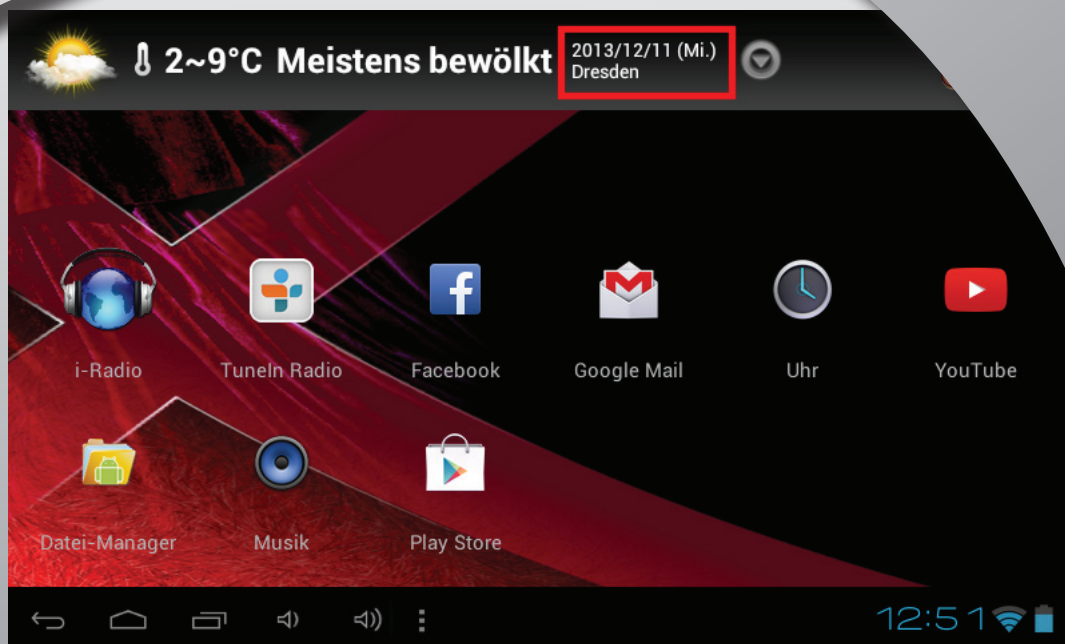 2~9°C Meistens bewölkt
2013/12/11 (Mi.)
Dresden
i-Radio
TuneIn Radio
Facebook
Google Mail
Uhr
YouTube
Datei-Manager
Musik
Play Store
12:51